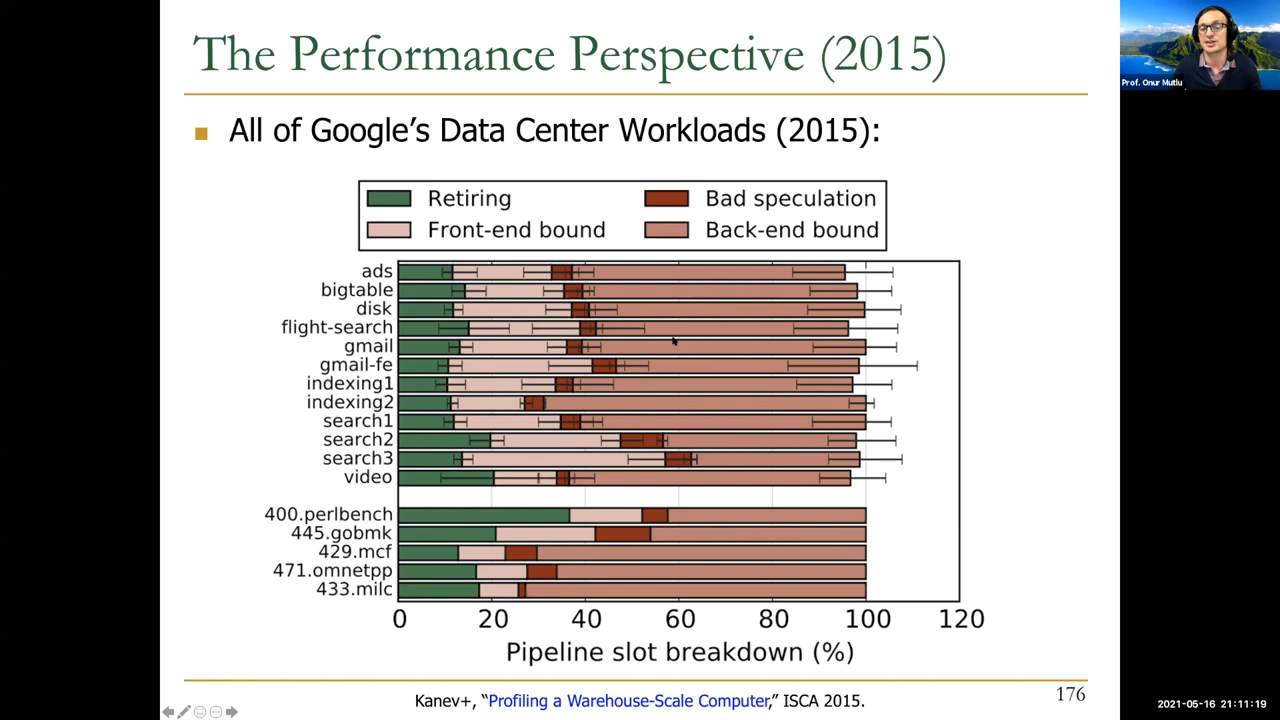 The Performance Perspective (2015)
Prof. Onur Mutlu
All of Google's Data Center Workloads (2015):
Retiring
Bad speculation
Front-end bound
Back-end bound
ads
bigtable
disk
flight-search
gmail
gmail-fe
indexing1
indexing2
search1
search2
search3
video
400.perlbench
445.gobmk
429.mcf
471.omnetpp
433.milc
0 20 40 60 80 100 120
Pipeline slot breakdown (%)
Kanev+, "Profiling a Warehouse-Scale Computer," ISCA 2015.
176
2021-05-16 21:11:19